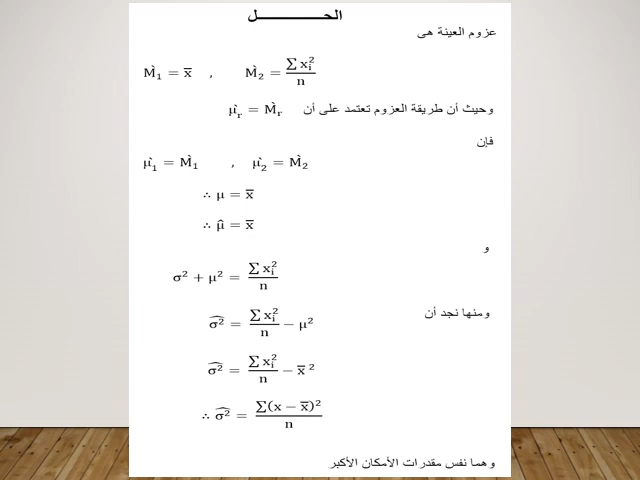 الحـــــــــل
عزوم العينة هى
M̀₁ = x̅ , M̀₂ = ∑ xᵢ² / n
وحيث أن طريقة العزوم تعتمد على أن μ̀ᵣ = M̀ᵣ
فإن
μ̀₁ = M̀₁ , μ̀₂ = M̀₂
∴ μ = x̅
∴ μ̂ = x̅
و
σ² + μ² = ∑ xᵢ² / n
ومنها نجد أن σ̂² = ∑ xᵢ² / n − μ²
σ̂² = ∑ xᵢ² / n − x̅ ²
∴ σ̂² = ∑(x − x̅)² / n
وهما نفس مقدرات الأمكان الأكبر